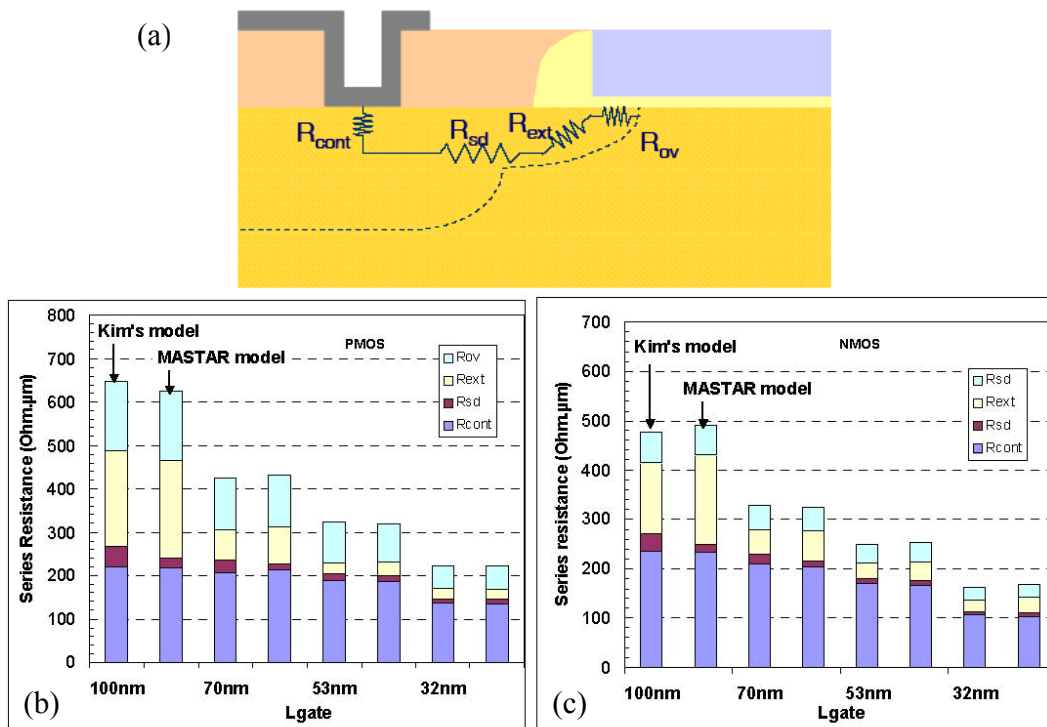 (a)
Rcont
Rsd
Rext
Rov
800
700
600
500
400
300
200
100
0
Series Resistance (Ohm.µm)
Kim's model
MASTAR model
PMOS
Rov
Rext
Rsd
Rcont
100nm 70nm 53nm 32nm
Lgate
(b)
700
600
500
400
300
200
100
0
Series resistance (Ohm.µm)
Kim's model
MASTAR model
NMOS
Rsd
Rext
Rsd
Rcont
100nm 70nm 53nm 32nm
Lgate
(c)